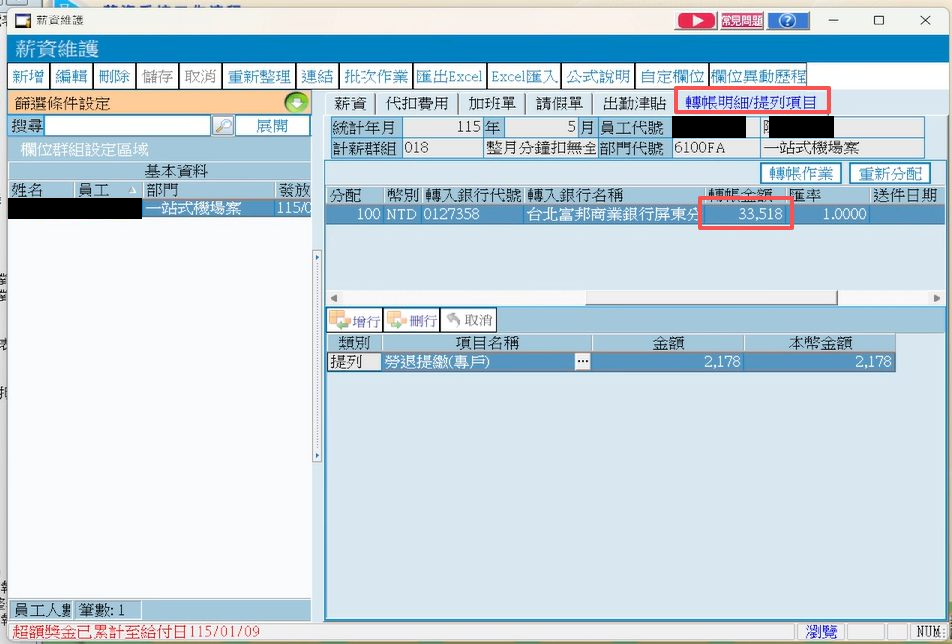 薪資維護
常見問題
薪資維護
新增 編輯 刪除 儲存 取消 重新整理 連結 批次作業 匯出Excel Excel匯入 公式說明 自定欄位 欄位異動歷程
篩選條件設定
搜尋 展開
欄位群組設定區域
基本資料
姓名 員工 部門 發放
一站式機場案 115/0
薪資 代扣費用 加班單 請假單 出勤津貼 轉帳明細/提列項目
統計年月 115 年 5 月 員工代號
計薪群組 018 整月分鐘扣無全 部門代號 6100FA 一站式機場案
轉帳作業 重新分配
分配 幣別 轉入銀行代號 轉入銀行名稱 轉帳金額 匯率 送件日期
100 NTD 0127358 台北富邦商業銀行屏東分 33,518 1.0000
增行 刪行 取消
類別 項目名稱 金額 本幣金額
提列 勞退提繳(專戶) ... 2,178 2,178
員工人數 筆數: 1
超額獎金已累計至給付日115/01/09 瀏覽 NUM: